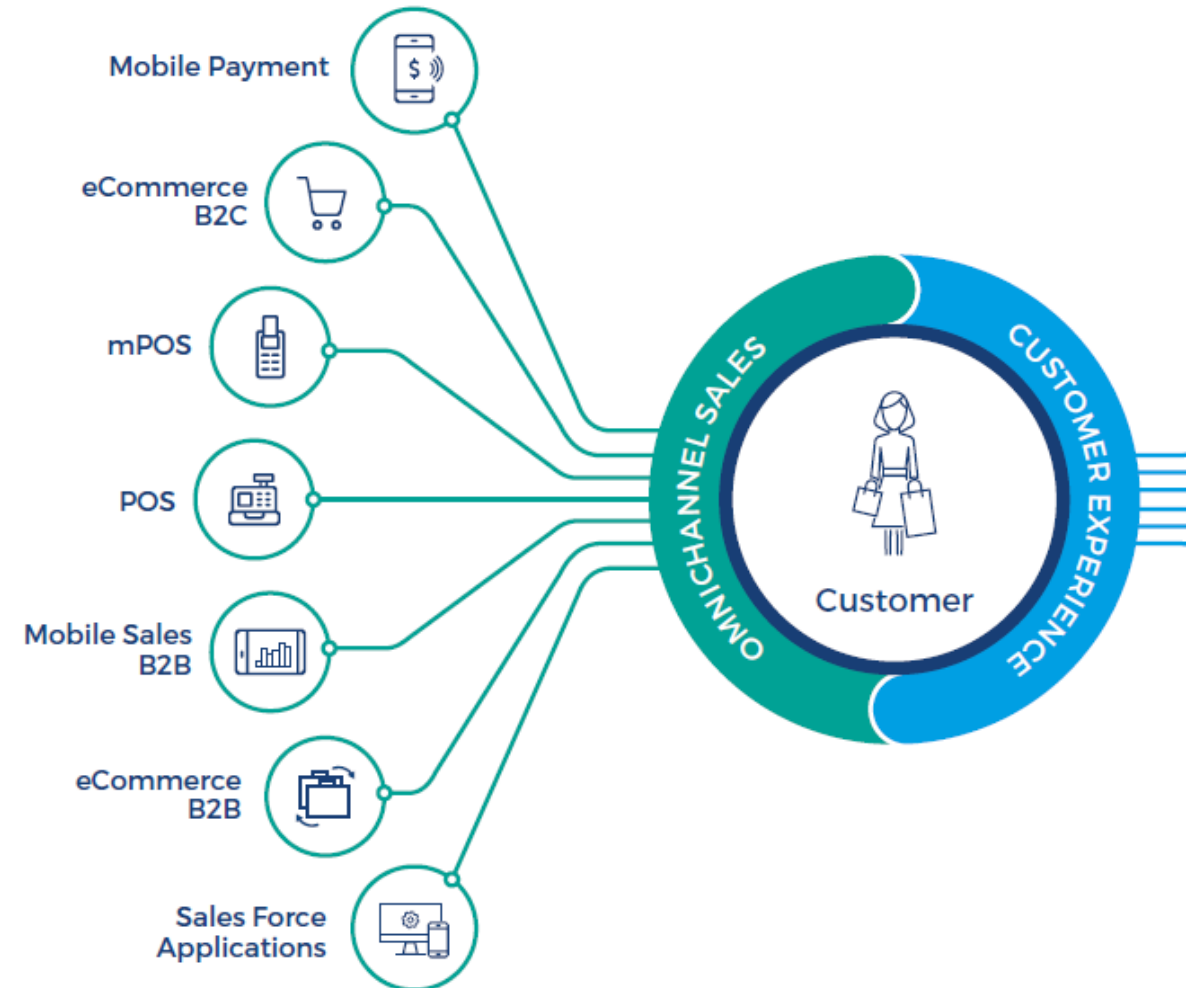 Mobile Payment
$
eCommerce
B2C
mPOS
POS
Mobile Sales
B2B
eCommerce
B2B
Sales Force
Applications
OMNICHANNEL SALES
CUSTOMER EXPERIENCE
Customer